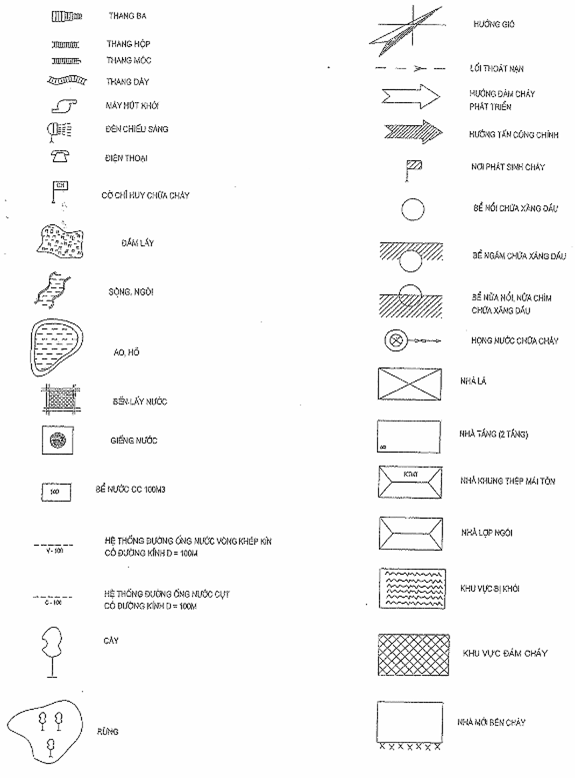 THANG BA
THANG HỘP
THANG MÓC
THANG DÂY
MÁY HÚT KHÓI
ĐÈN CHIẾU SÁNG
ĐIỆN THOẠI
CH
CỜ CHỈ HUY CHỮA CHÁY
ĐẦM LẦY
SÔNG, NGÒI
AO, HỒ
BẾN LẤY NƯỚC
GIẾNG NƯỚC
100
BỂ NƯỚC CC 100M3
V - 100
HỆ THỐNG ĐƯỜNG ỐNG NƯỚC VÒNG KHÉP KÍN
CÓ ĐƯỜNG KÍNH D = 100M
C - 100
HỆ THỐNG ĐƯỜNG ỐNG NƯỚC CỤT
CÓ ĐƯỜNG KÍNH D = 100M
CÂY
RỪNG
HƯỚNG GIÓ
LỐI THOÁT NẠN
HƯỚNG ĐÁM CHÁY
PHÁT TRIỂN
HƯỚNG TẤN CÔNG CHÍNH
NƠI PHÁT SINH CHÁY
BỂ NỔI CHỨA XĂNG DẦU
BỂ NGẦM CHỨA XĂNG DẦU
BỂ NỬA NỔI, NỬA CHÌM
CHỨA XĂNG DẦU
HỌNG NƯỚC CHỮA CHÁY
NHÀ LÁ
NHÀ TẦNG (2 TẦNG)
KTMT
NHÀ KHUNG THÉP MÁI TÔN
NHÀ LỢP NGÓI
KHU VỰC BỊ KHÓI
KHU VỰC ĐÁM CHÁY
NHÀ MỚI BÉN CHÁY